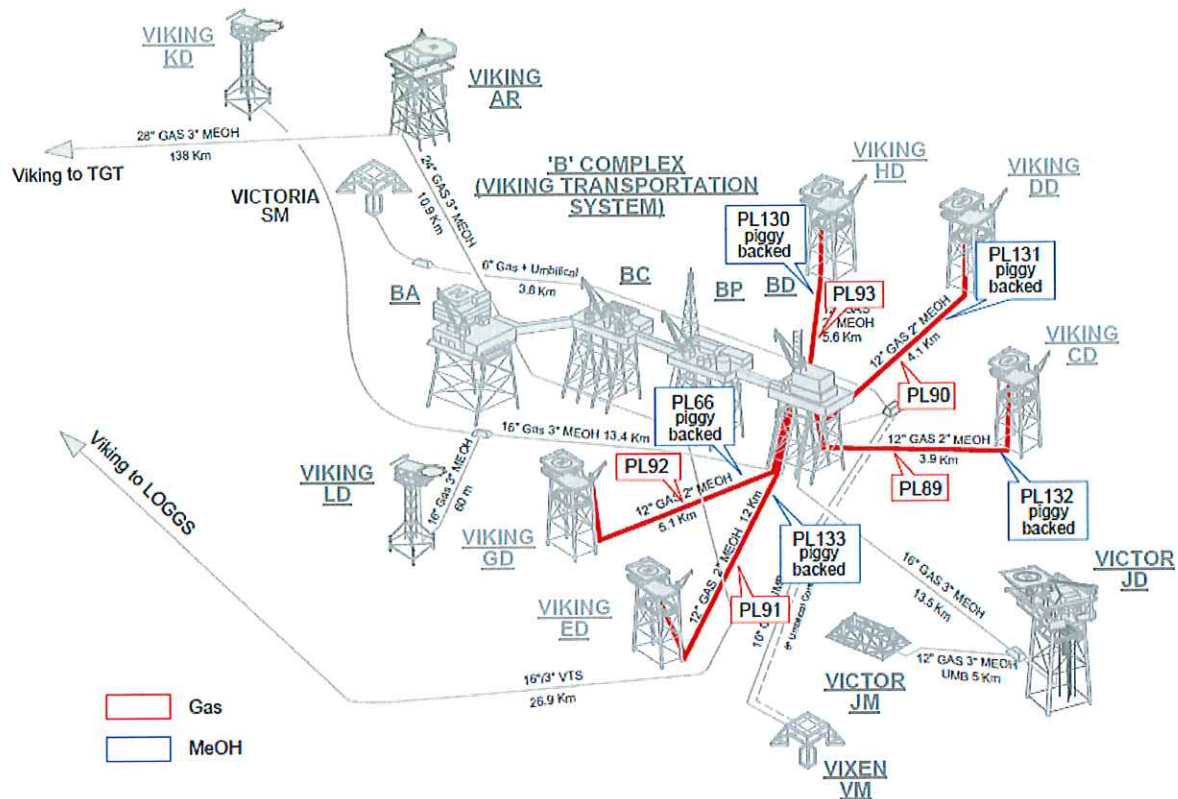 VIKING
KD
VIKING
AR
28" GAS 3" MEOH
138 Km
Viking to TGT
24" GAS 3" MEOH
10.9 Km
VICTORIA
SM
'B' COMPLEX
(VIKING TRANSPORTATION
SYSTEM)
VIKING
HD
VIKING
DD
PL130
piggy
backed
PL131
piggy
backed
6" Gas + Umbilical
3.6 Km
BA
BC
BP
BD
PL93
MEOH
5.6 Km
12" GAS 2" MEOH
4.1 Km
VIKING
CD
PL90
PL66
piggy
backed
16" Gas 3" MEOH 13.4 Km
12" GAS 2" MEOH
3.9 Km
PL89
PL132
piggy
backed
Viking to LOGGS
VIKING
LD
16" Gas 3" MEOH
60 m
PL92
12" GAS 2" MEOH
5.1 Km
VIKING
GD
12" GAS 2" MEOH 12 Km
PL133
piggy
backed
PL91
VIKING
ED
16" GAS 3" MEOH
13.5 Km
VICTOR
JD
10"
12" GAS 3" MEOH
UMB 5 Km
VICTOR
JM
16"/3" VTS
26.9 Km
VIXEN
VM
Gas
MeOH